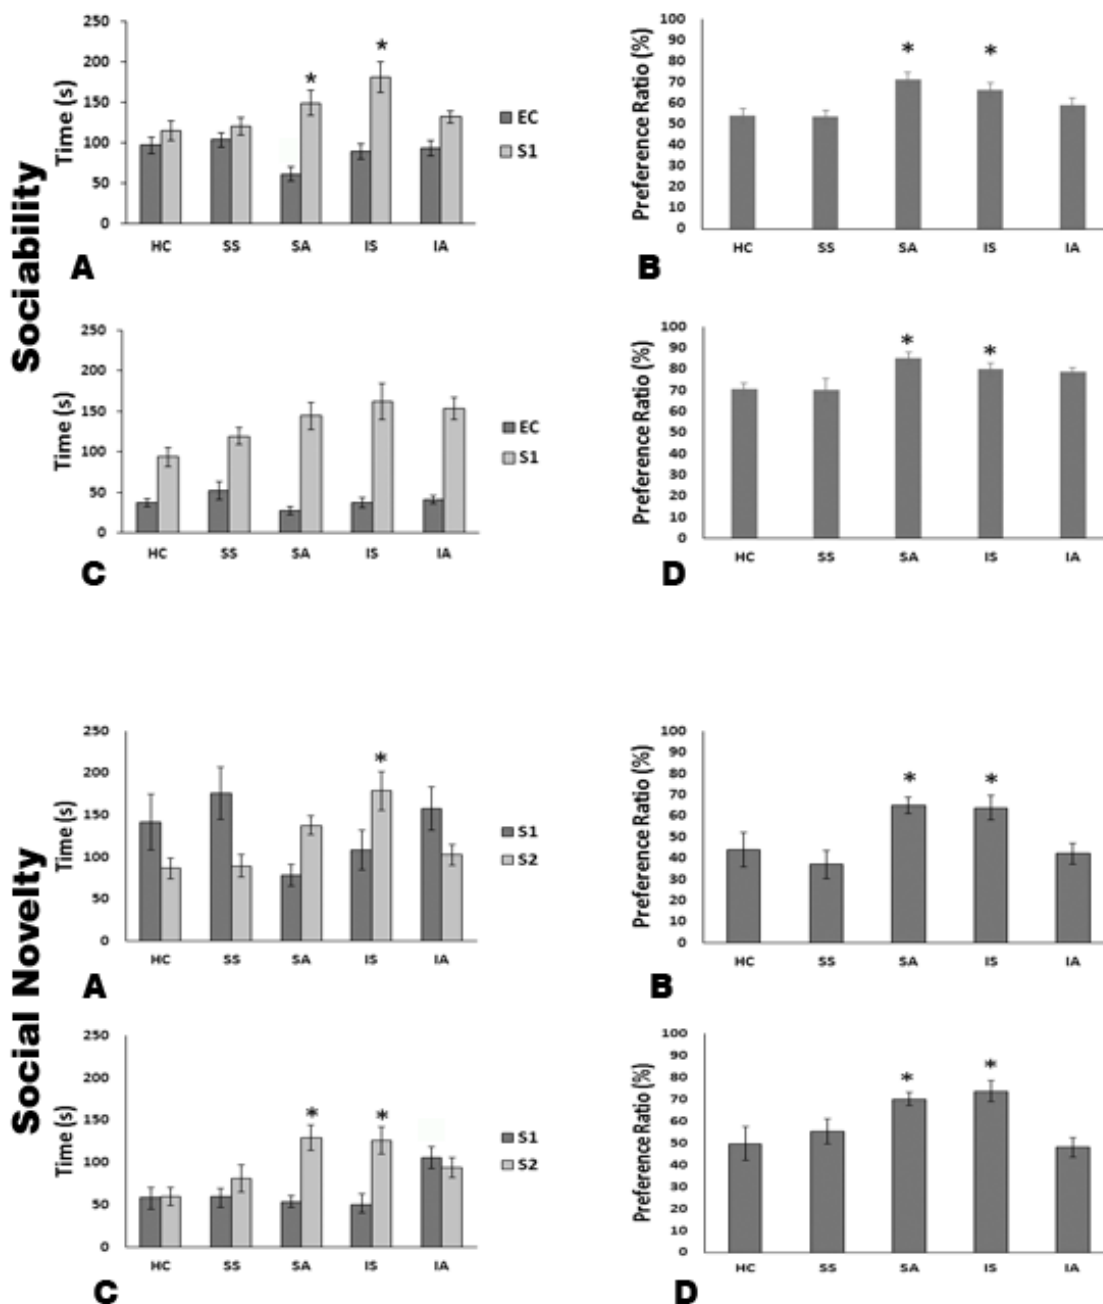 Sociability
Time (s)
250
200
150
100
50
0
*
*
HC SS SA IS IA
EC
S1
A
Preference Ratio (%)
100
90
80
70
60
50
40
30
20
10
0
*
*
HC SS SA IS IA
B
Time (s)
250
200
150
100
50
0
HC SS SA IS IA
EC
S1
C
Preference Ratio (%)
100
90
80
70
60
50
40
30
20
10
0
*
*
HC SS SA IS IA
D
Social Novelty
Time (s)
250
200
150
100
50
0
*
HC SS SA IS IA
S1
S2
A
Preference Ratio (%)
100
90
80
70
60
50
40
30
20
10
0
*
*
HC SS SA IS IA
B
Time (s)
250
200
150
100
50
0
*
*
HC SS SA IS IA
S1
S2
C
Preference Ratio (%)
100
90
80
70
60
50
40
30
20
10
0
*
*
HC SS SA IS IA
D